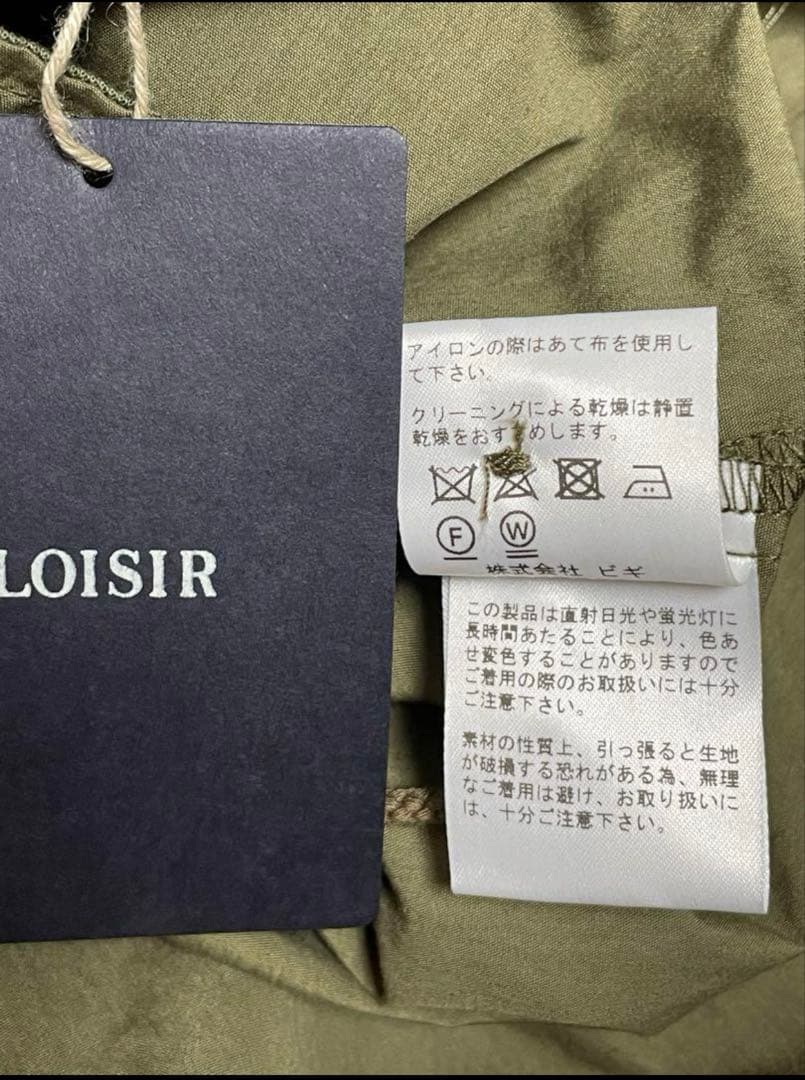 LOISIR
アイロンの際はあて布を使用し
て下さい。
クリーニングによる乾燥は静置
乾燥をおすすめします。
F W
株式会社 ビギ
この製品は直射日光や蛍光灯に
長時間あたることにより、色あ
せ変色することがありますので
ご着用の際のお取扱いには十分
ご注意下さい。
素材の性質上、引っ張ると生地
が破損する恐れがある為、無理
なご着用は避け、お取り扱いに
は、十分ご注意下さい。